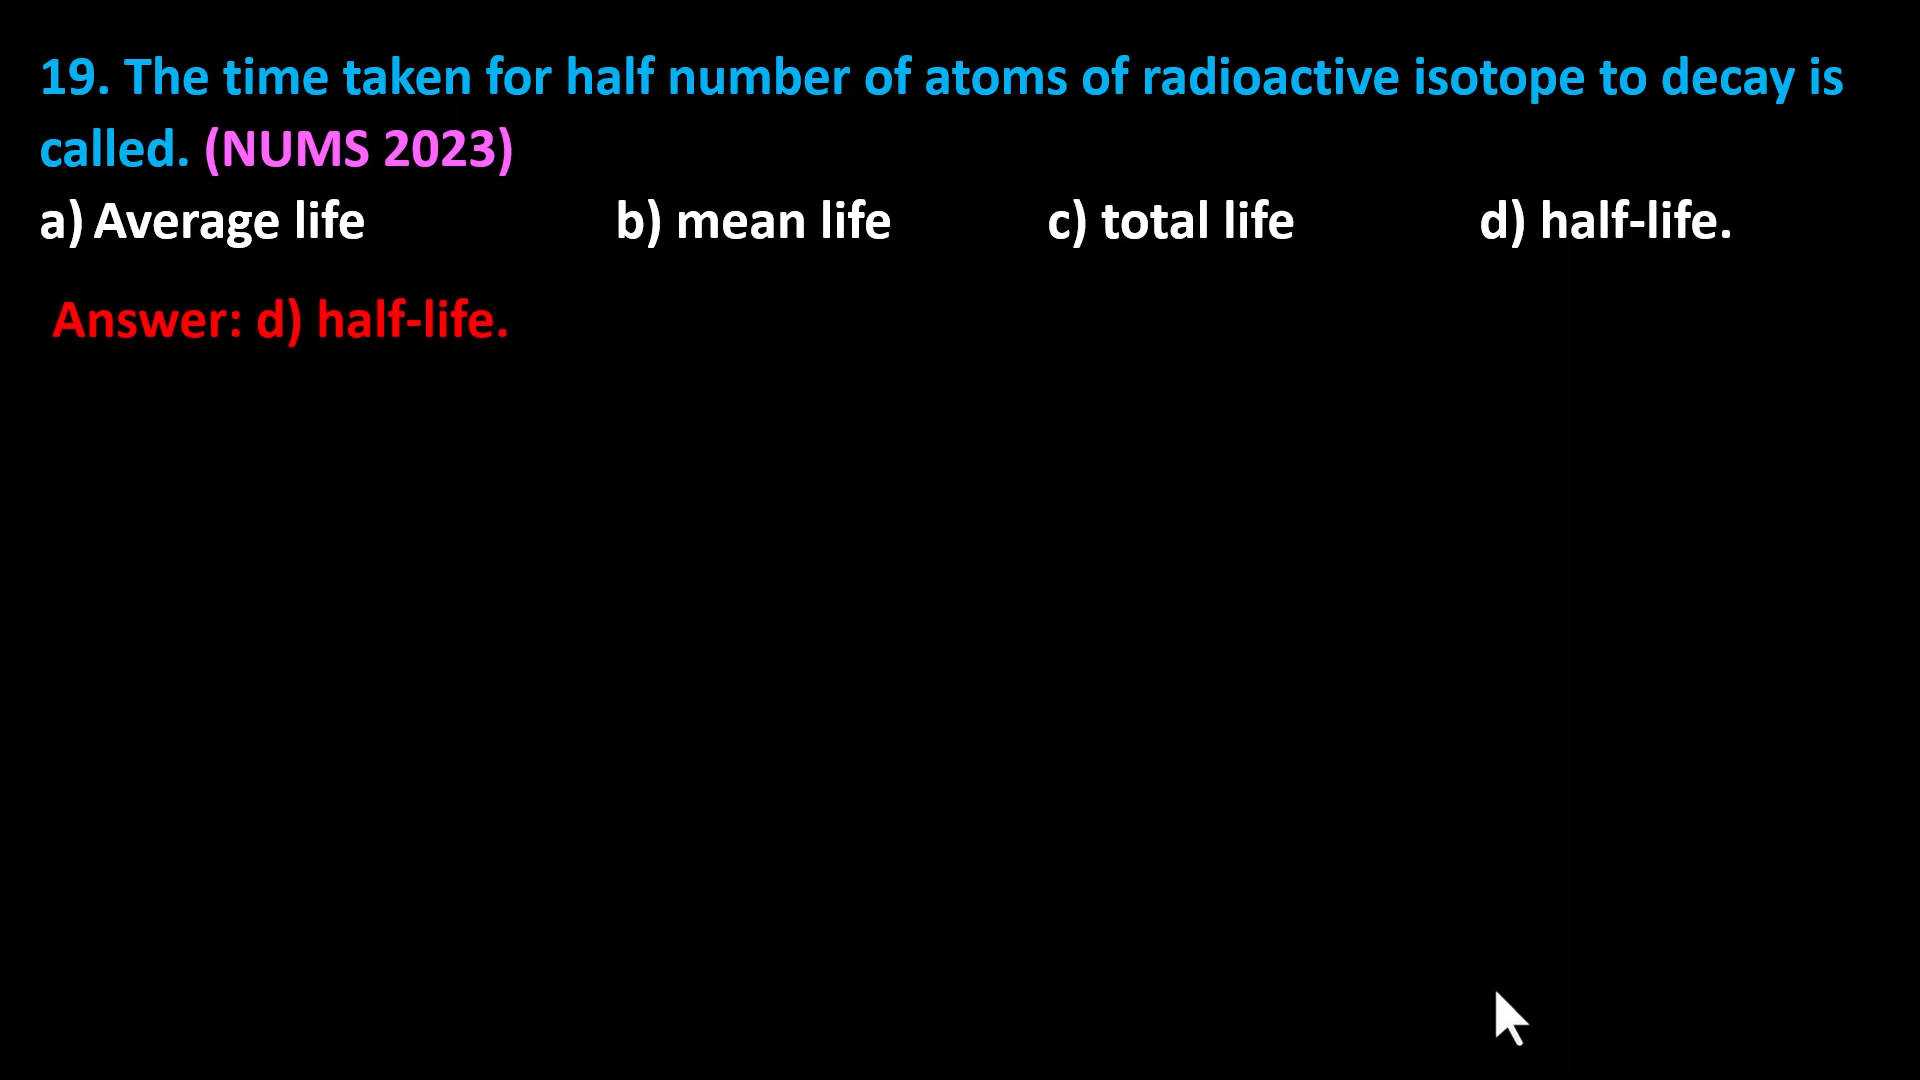 19. The time taken for half number of atoms of radioactive isotope to decay is
called. (NUMS 2023)
a) Average life b) mean life c) total life d) half-life.
Answer: d) half-life.